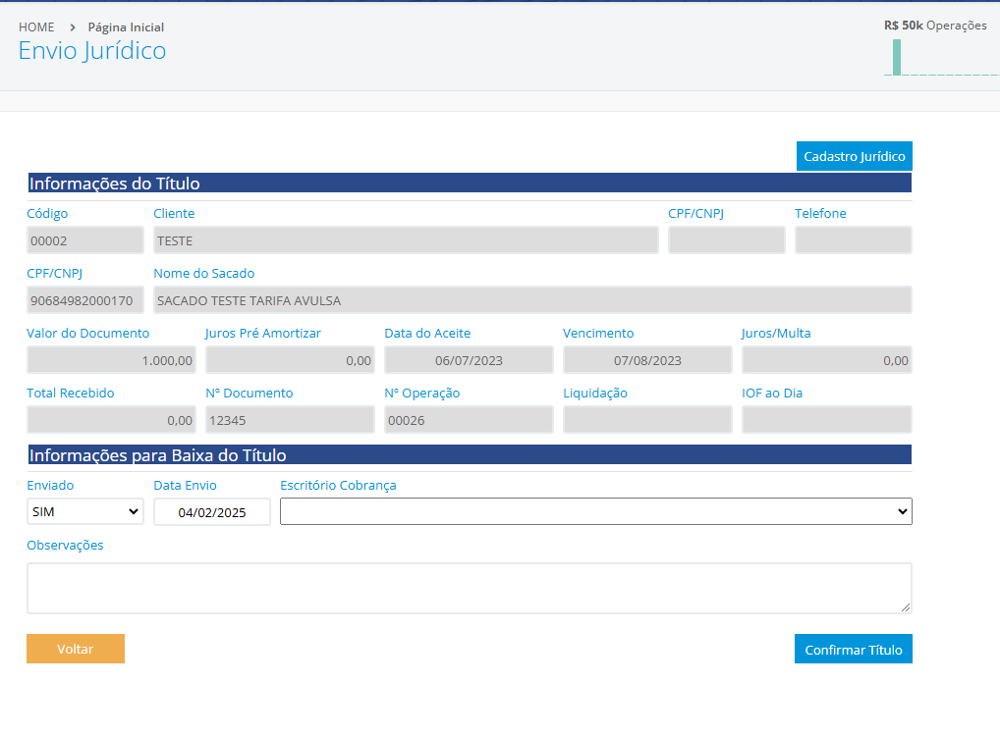 HOME > Página Inicial
R$ 50k Operações
Envio Jurídico
Cadastro Jurídico
Informações do Título
Código Cliente CPF/CNPJ Telefone
00002 TESTE
CPF/CNPJ Nome do Sacado
90684982000170 SACADO TESTE TARIFA AVULSA
Valor do Documento Juros Pré Amortizar Data do Aceite Vencimento Juros/Multa
1.000,00 0,00 06/07/2023 07/08/2023 0,00
Total Recebido Nº Documento Nº Operação Liquidação IOF ao Dia
0,00 12345 00026
Informações para Baixa do Título
Enviado Data Envio Escritório Cobrança
SIM 04/02/2025
Observações
Voltar Confirmar Título